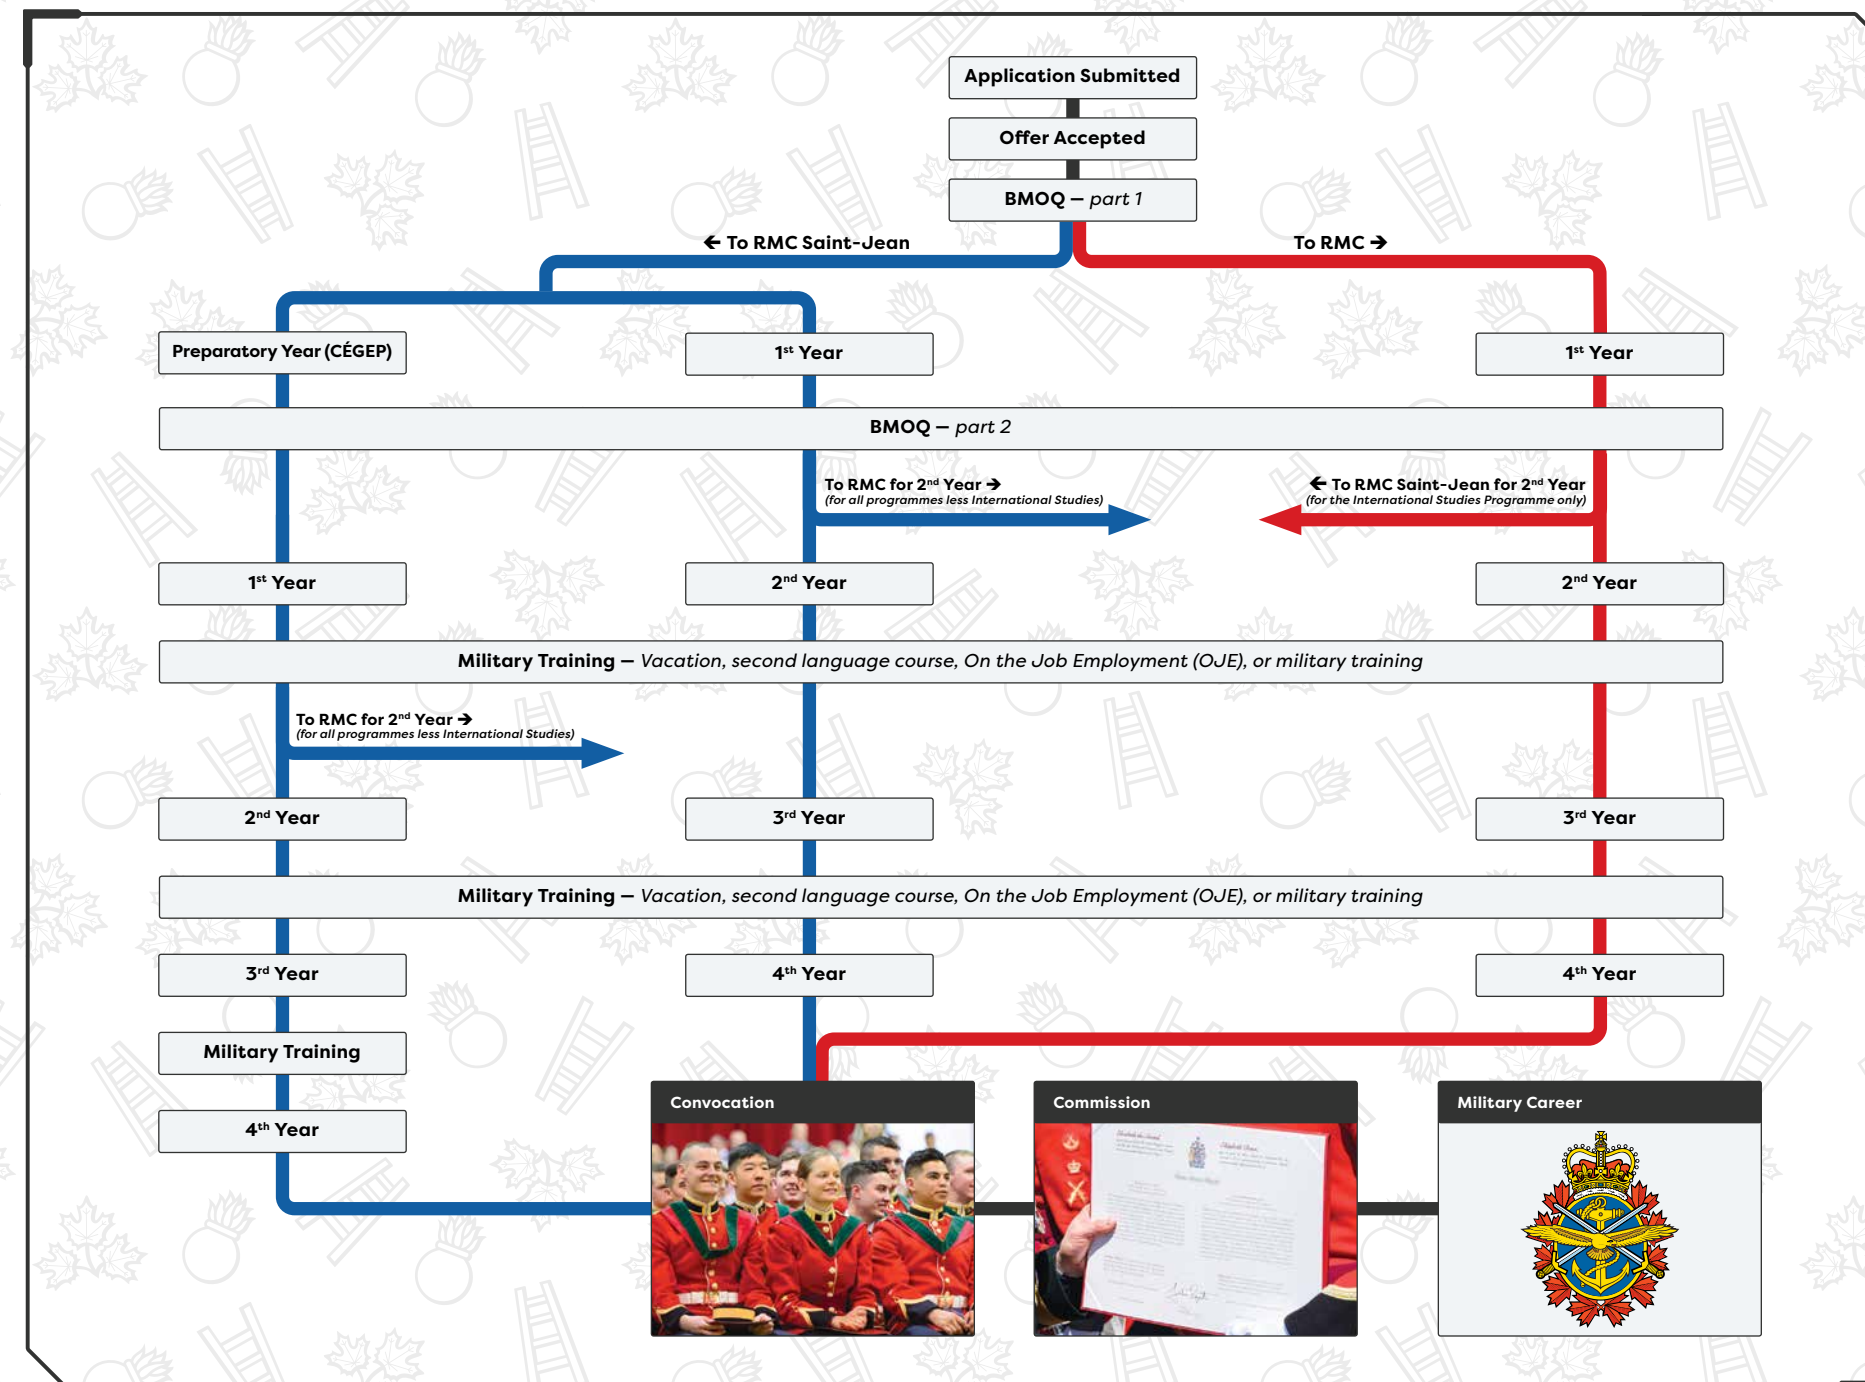 Application Submitted
Offer Accepted
BMOQ – part 1
← To RMC Saint-Jean
To RMC →
Preparatory Year (CÉGEP)
1st Year
1st Year
BMOQ – part 2
To RMC for 2nd Year →
(for all programmes less International Studies)
← To RMC Saint-Jean for 2nd Year
(for the International Studies Programme only)
1st Year
2nd Year
2nd Year
Military Training – Vacation, second language course, On the Job Employment (OJE), or military training
To RMC for 2nd Year →
(for all programmes less International Studies)
2nd Year
3rd Year
3rd Year
Military Training – Vacation, second language course, On the Job Employment (OJE), or military training
3rd Year
4th Year
4th Year
Military Training
4th Year
Convocation
Commission
Military Career